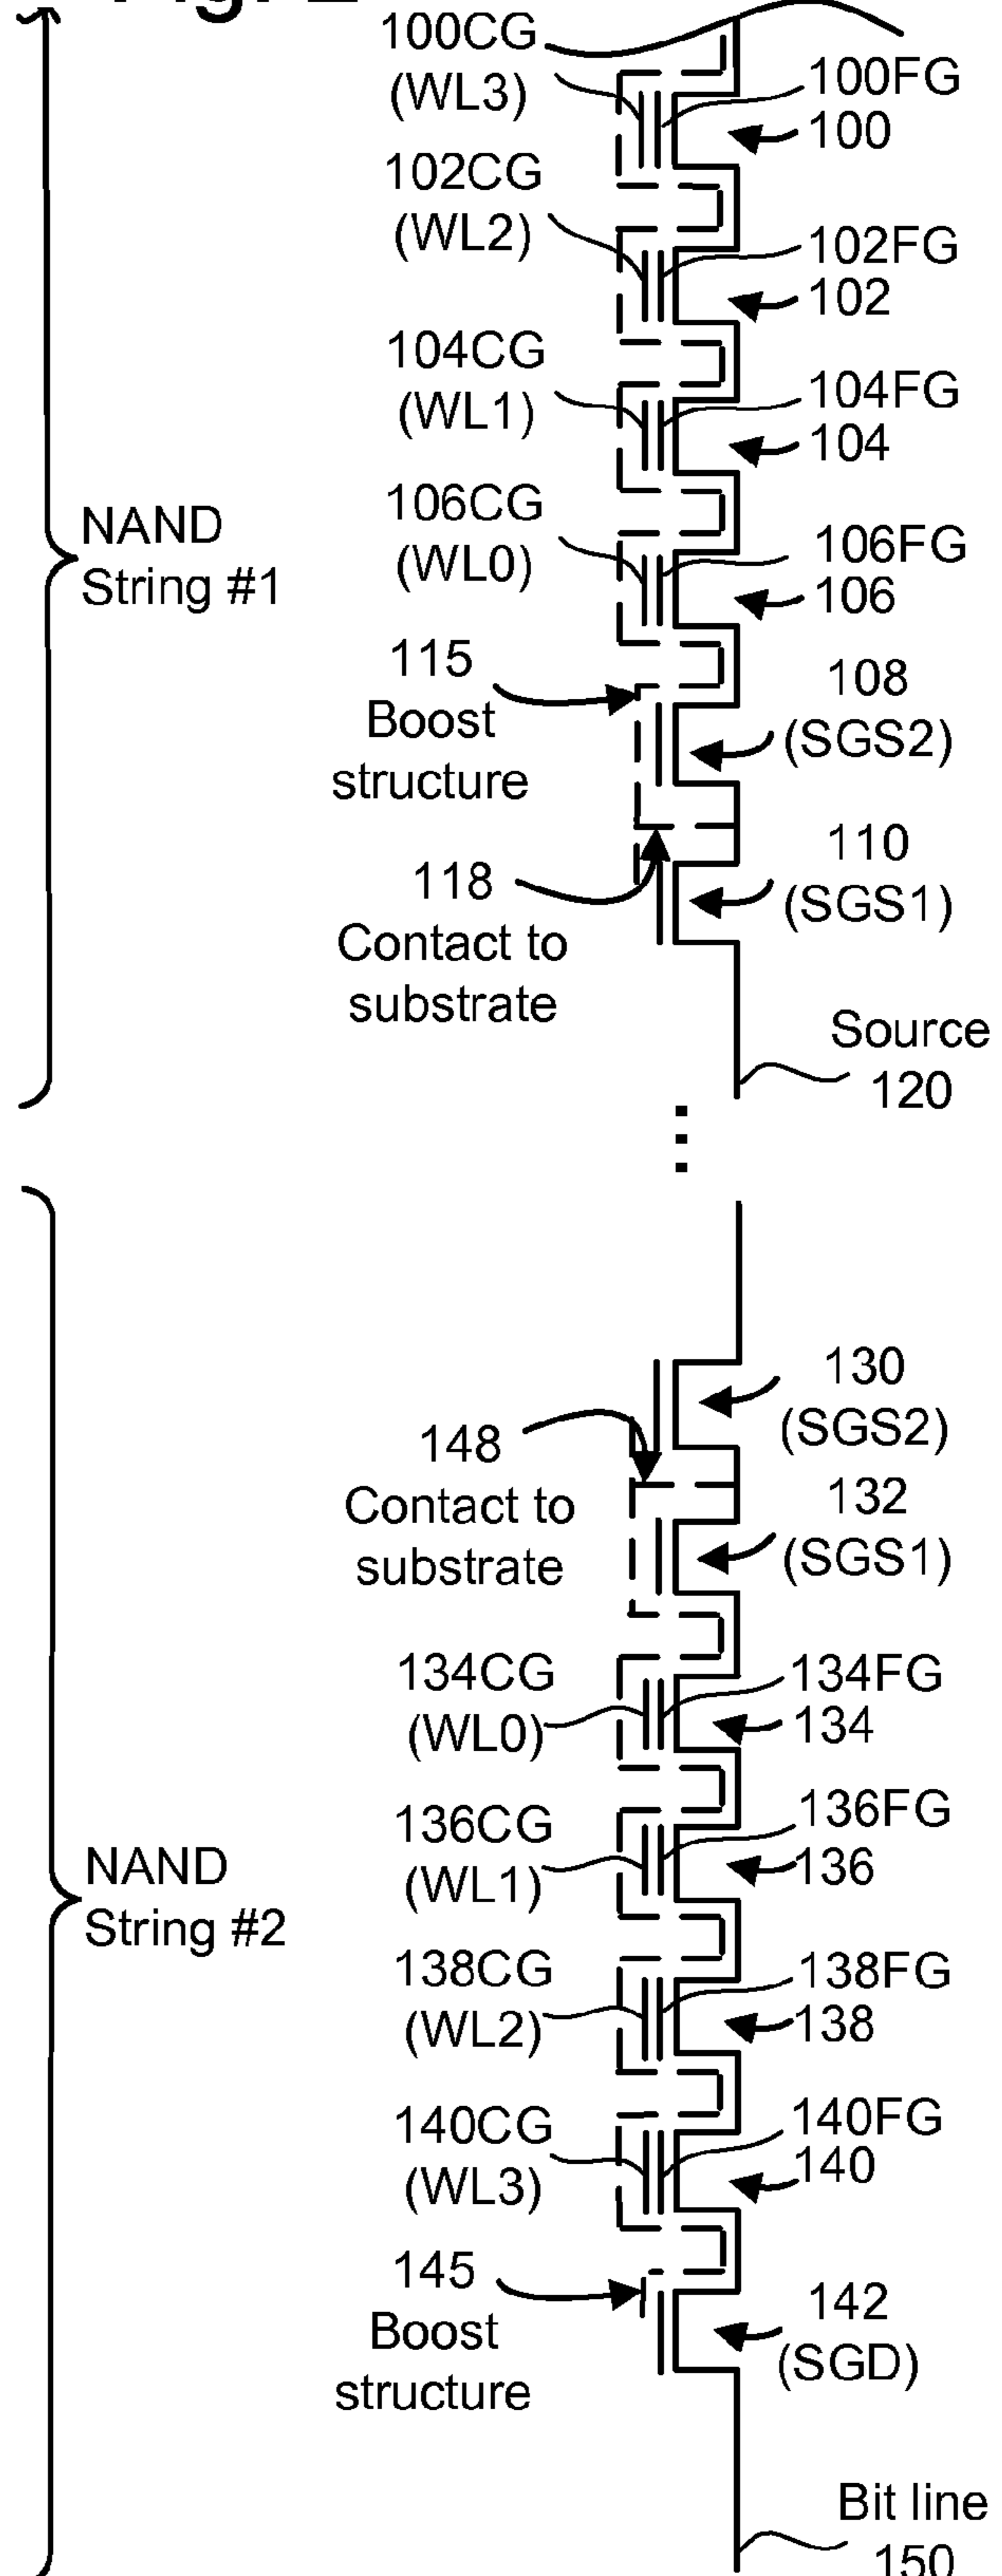 100CG
(WL3)
100FG
100
102CG
(WL2)
102FG
102
104CG
(WL1)
104FG
104
106CG
(WL0)
106FG
106
NAND
String #1
115
Boost
structure
108
(SGS2)
118
Contact to
substrate
110
(SGS1)
Source
120
130
(SGS2)
148
Contact to
substrate
132
(SGS1)
134CG
(WL0)
134FG
134
136CG
(WL1)
136FG
136
NAND
String #2
138CG
(WL2)
138FG
138
140CG
(WL3)
140FG
140
145
Boost
structure
142
(SGD)
Bit line
150